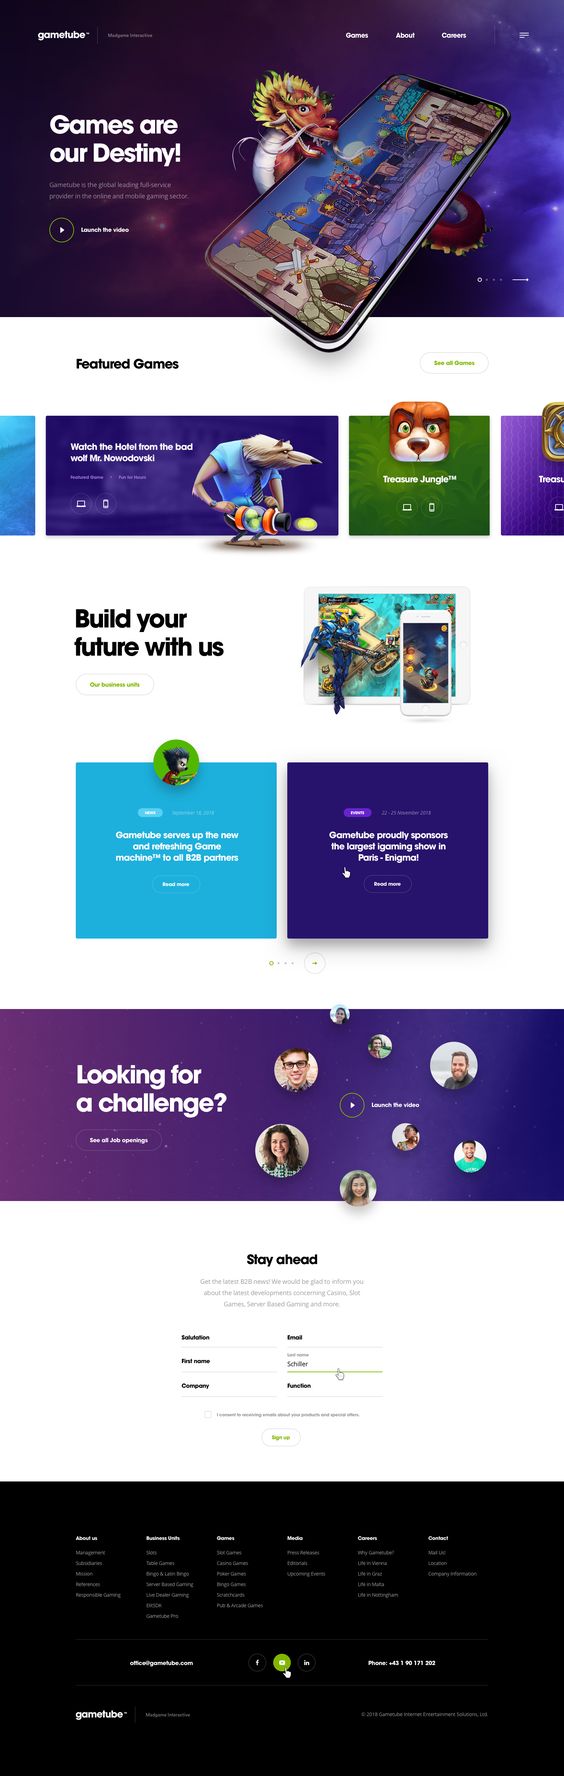 gametube™
Madgame Interactive
Games
About
Careers
Games are
our Destiny!
Gametube is the global leading full-service
provider in the online and mobile gaming sector.
Launch the video
Featured Games
See all Games
Watch the Hotel from the bad
wolf Mr. Nowodovski
Featured Game
Fun for Hours
Treasure Jungle™
Treasu
Build your
future with us
Our business units
NEWS
September 18, 2018
Gametube serves up the new
and refreshing Game
machine™ to all B2B partners
Read more
EVENTS
22 - 25 November 2018
Gametube proudly sponsors
the largest igaming show in
Paris - Enigma!
Read more
Looking for
a challenge?
See all Job openings
Launch the video
Stay ahead
Get the latest B2B news! We would be glad to inform you
about the latest developments concerning Casino, Slot
Games, Server Based Gaming and more.
Salutation
Email
First name
Last name
Schiller
Company
Function
I consent to receiving emails about your products and special offers.
Sign up
About us
Management
Subsidiaries
Mission
References
Responsible Gaming
Business Units
Slots
Table Games
Bingo & Latin Bingo
Server Based Gaming
Live Dealer Gaming
ERSDK
Gametube Pro
Games
Slot Games
Casino Games
Poker Games
Bingo Games
Scratchcards
Pub & Arcade Games
Media
Press Releases
Editorials
Upcoming Events
Careers
Why Gametube?
Life in Vienna
Life in Graz
Life in Malta
Life in Nottingham
Contact
Mail Us!
Location
Company Information
office@gametube.com
f
in
Phone: +43 1 90 171 202
gametube™
Madgame Interactive
© 2018 Gametube Internet Entertainment Solutions, Ltd.